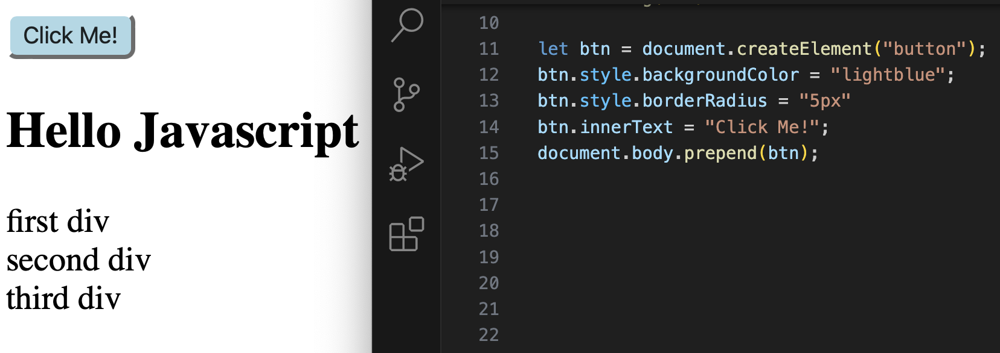 Click Me!
Hello Javascript
first div
second div
third div
10
11 let btn = document.createElement("button");
12 btn.style.backgroundColor = "lightblue";
13 btn.style.borderRadius = "5px"
14 btn.innerText = "Click Me!";
15 document.body.prepend(btn);
16
17
18
19
20
21
22